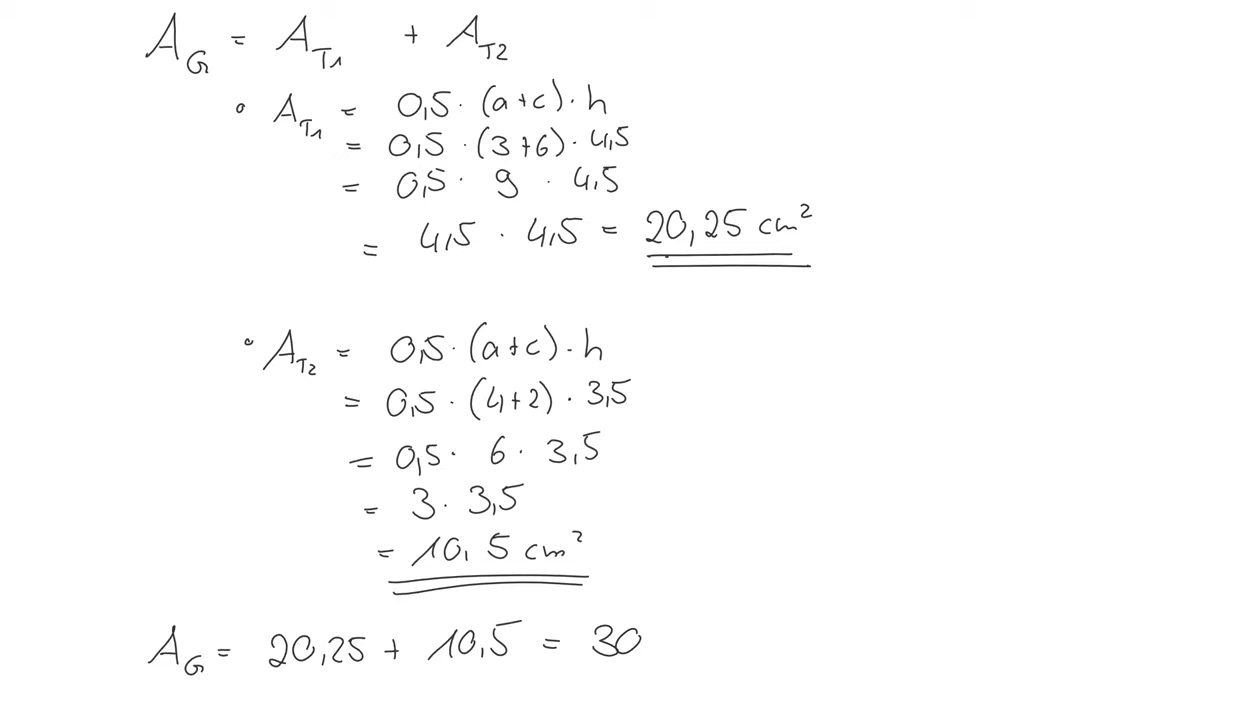 A_G = A_T1 + A_T2
° A_T1 = 0,5 · (a+c) · h
= 0,5 · (3+6) · 4,5
= 0,5 · 9 · 4,5
= 4,5 · 4,5 = 20,25 cm²
° A_T2 = 0,5 · (a+c) · h
= 0,5 · (4+2) · 3,5
= 0,5 · 6 · 3,5
= 3 · 3,5
= 10,5 cm²
A_G = 20,25 + 10,5 = 30